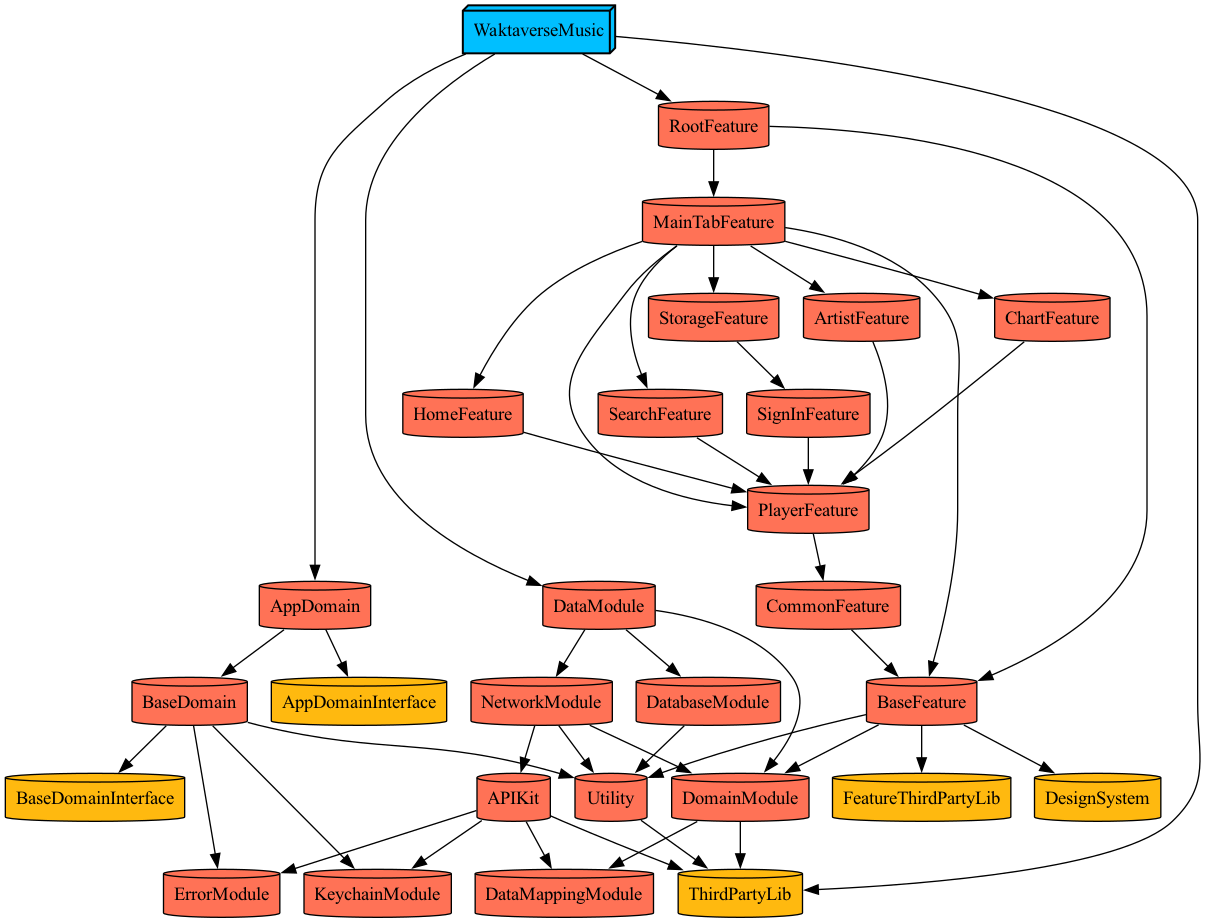 WaktaverseMusic
RootFeature
MainTabFeature
StorageFeature
ArtistFeature
ChartFeature
HomeFeature
SearchFeature
SignInFeature
PlayerFeature
AppDomain
DataModule
CommonFeature
BaseDomain
AppDomainInterface
NetworkModule
DatabaseModule
BaseFeature
BaseDomainInterface
APIKit
Utility
DomainModule
FeatureThirdPartyLib
DesignSystem
ErrorModule
KeychainModule
DataMappingModule
ThirdPartyLib